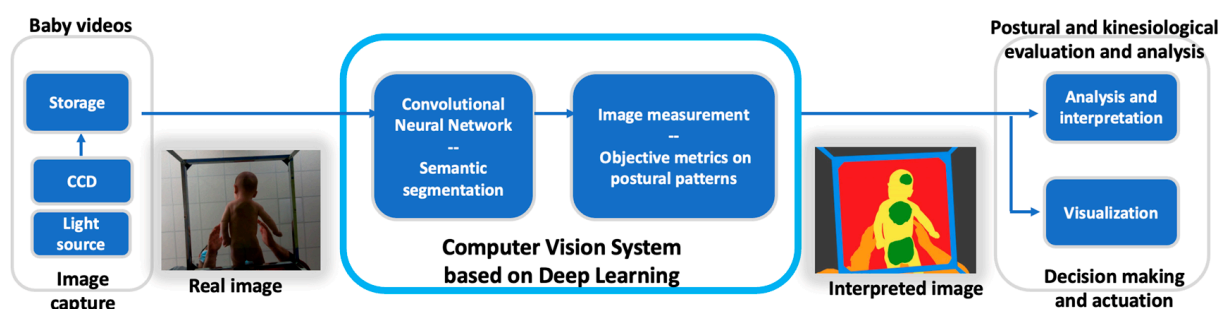 Baby videos
Storage
CCD
Light
source
Image
capture
Real image
Convolutional
Neural Network
--
Semantic
segmentation
Image measurement
--
Objective metrics on
postural patterns
Computer Vision System
based on Deep Learning
Interpreted image
Postural and kinesiological
evaluation and analysis
Analysis and
interpretation
Visualization
Decision making
and actuation